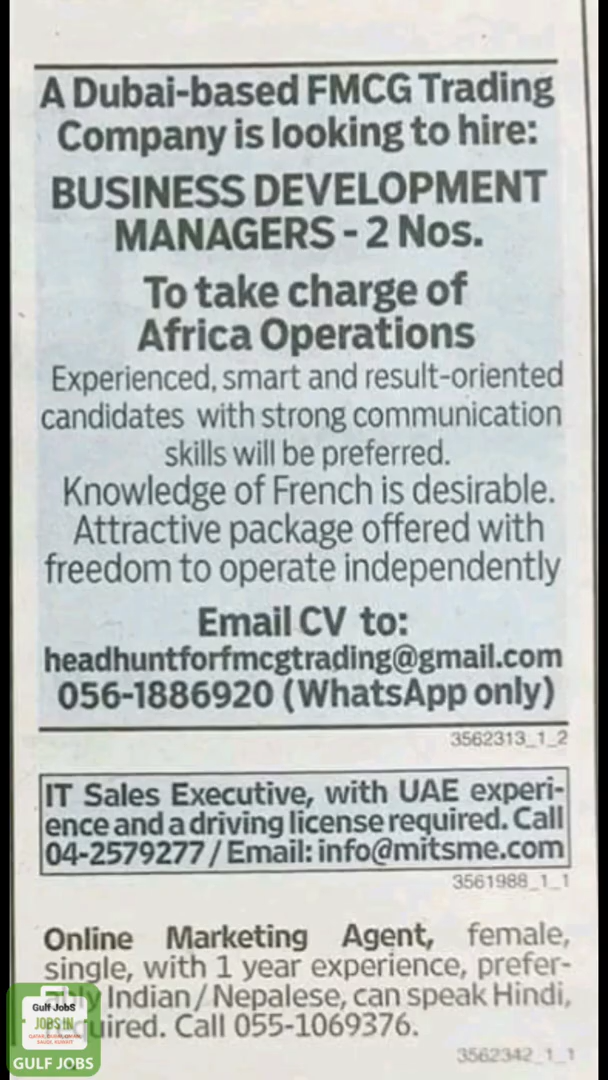 A Dubai-based FMCG Trading
Company is looking to hire:
BUSINESS DEVELOPMENT
MANAGERS - 2 Nos.
To take charge of
Africa Operations
Experienced, smart and result-oriented
candidates with strong communication
skills will be preferred.
Knowledge of French is desirable.
Attractive package offered with
freedom to operate independently
Email CV to:
headhuntforfmcgtrading@gmail.com
056-1886920 (WhatsApp only)
3562313_1_2
IT Sales Executive, with UAE experi-
ence and a driving license required. Call
04-2579277 / Email: info@mitsme.com
3561988_1_1
Online Marketing Agent, female,
single, with 1 year experience, prefer-
Indian / Nepalese, can speak Hindi,
Call 055-1069376.
3562342_1_1
Gulf JobS
JOBS IN
GULF JOBS